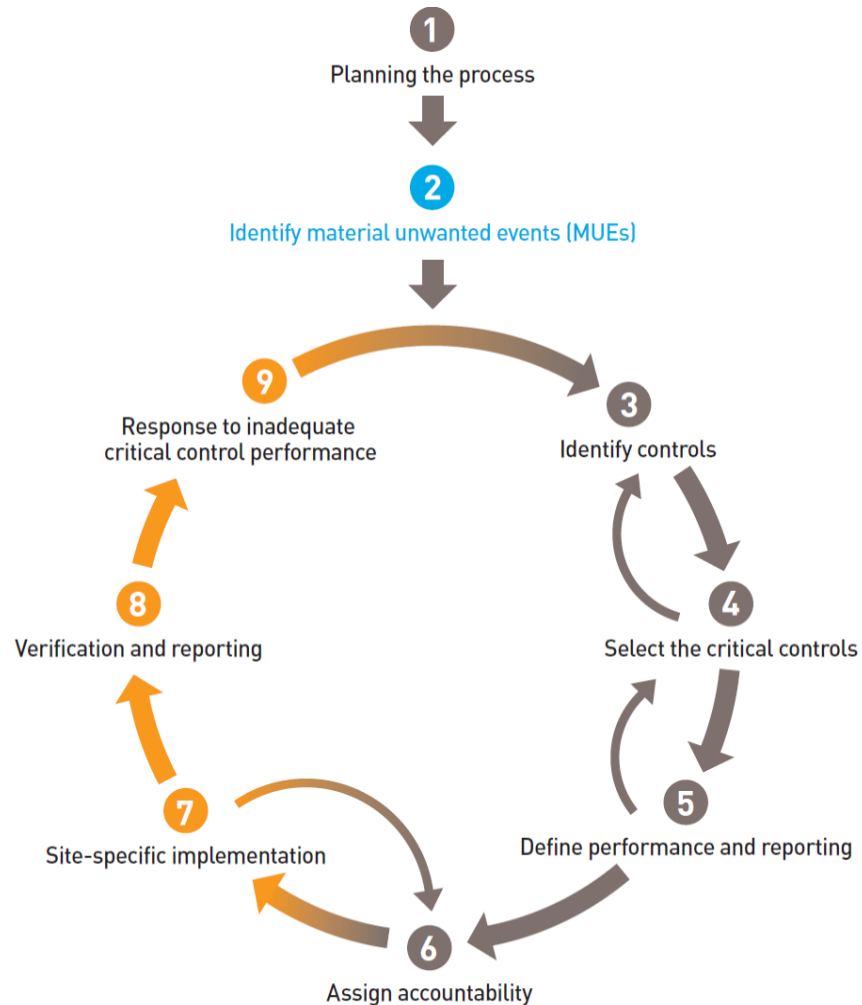 1
Planning the process
2
Identify material unwanted events (MUEs)
3
Identify controls
4
Select the critical controls
5
Define performance and reporting
6
Assign accountability
7
Site-specific implementation
8
Verification and reporting
9
Response to inadequate
critical control performance